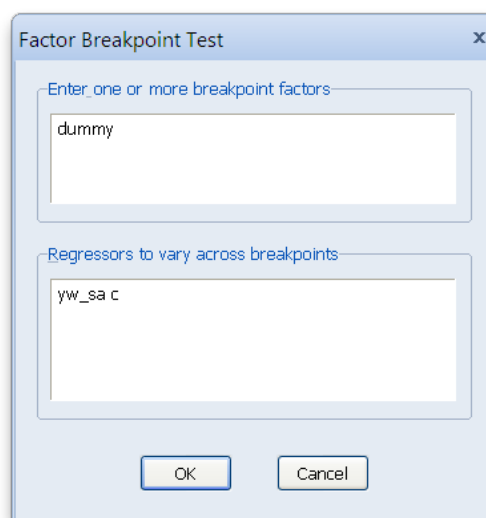 Factor Breakpoint Test
x
Enter one or more breakpoint factors
dummy
Regressors to vary across breakpoints
yw_sa c
OK
Cancel